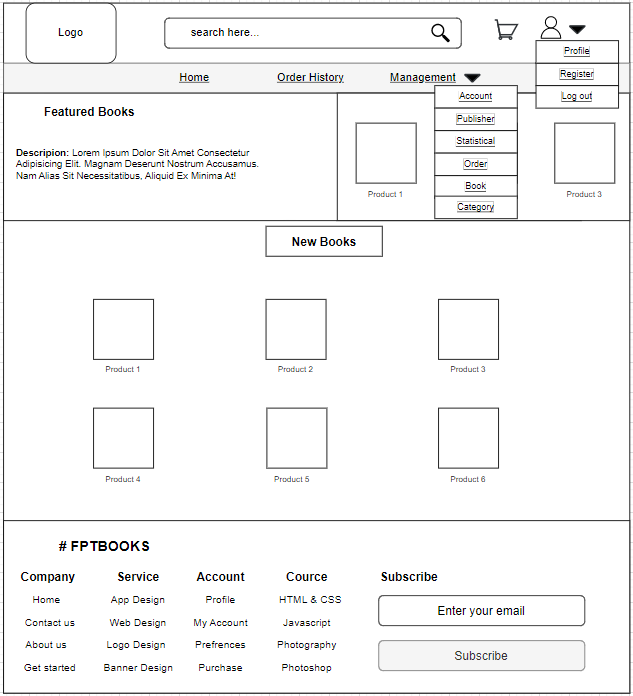 Logo
search here...
Profile
Register
Log out
Home
Order History
Management
Account
Publisher
Statistical
Order
Book
Category
Featured Books
Descripion: Lorem Ipsum Dolor Sit Amet Consectetur
Adipisicing Elit. Magnam Deserunt Nostrum Accusamus.
Nam Alias Sit Necessitatibus, Aliquid Ex Minima At!
Product 1
Product 3
New Books
Product 1
Product 2
Product 3
Product 4
Product 5
Product 6
# FPTBOOKS
Company
Home
Contact us
About us
Get started
Service
App Design
Web Design
Logo Design
Banner Design
Account
Profile
My Account
Prefrences
Purchase
Cource
HTML & CSS
Javascript
Photography
Photoshop
Subscribe
Enter your email
Subscribe